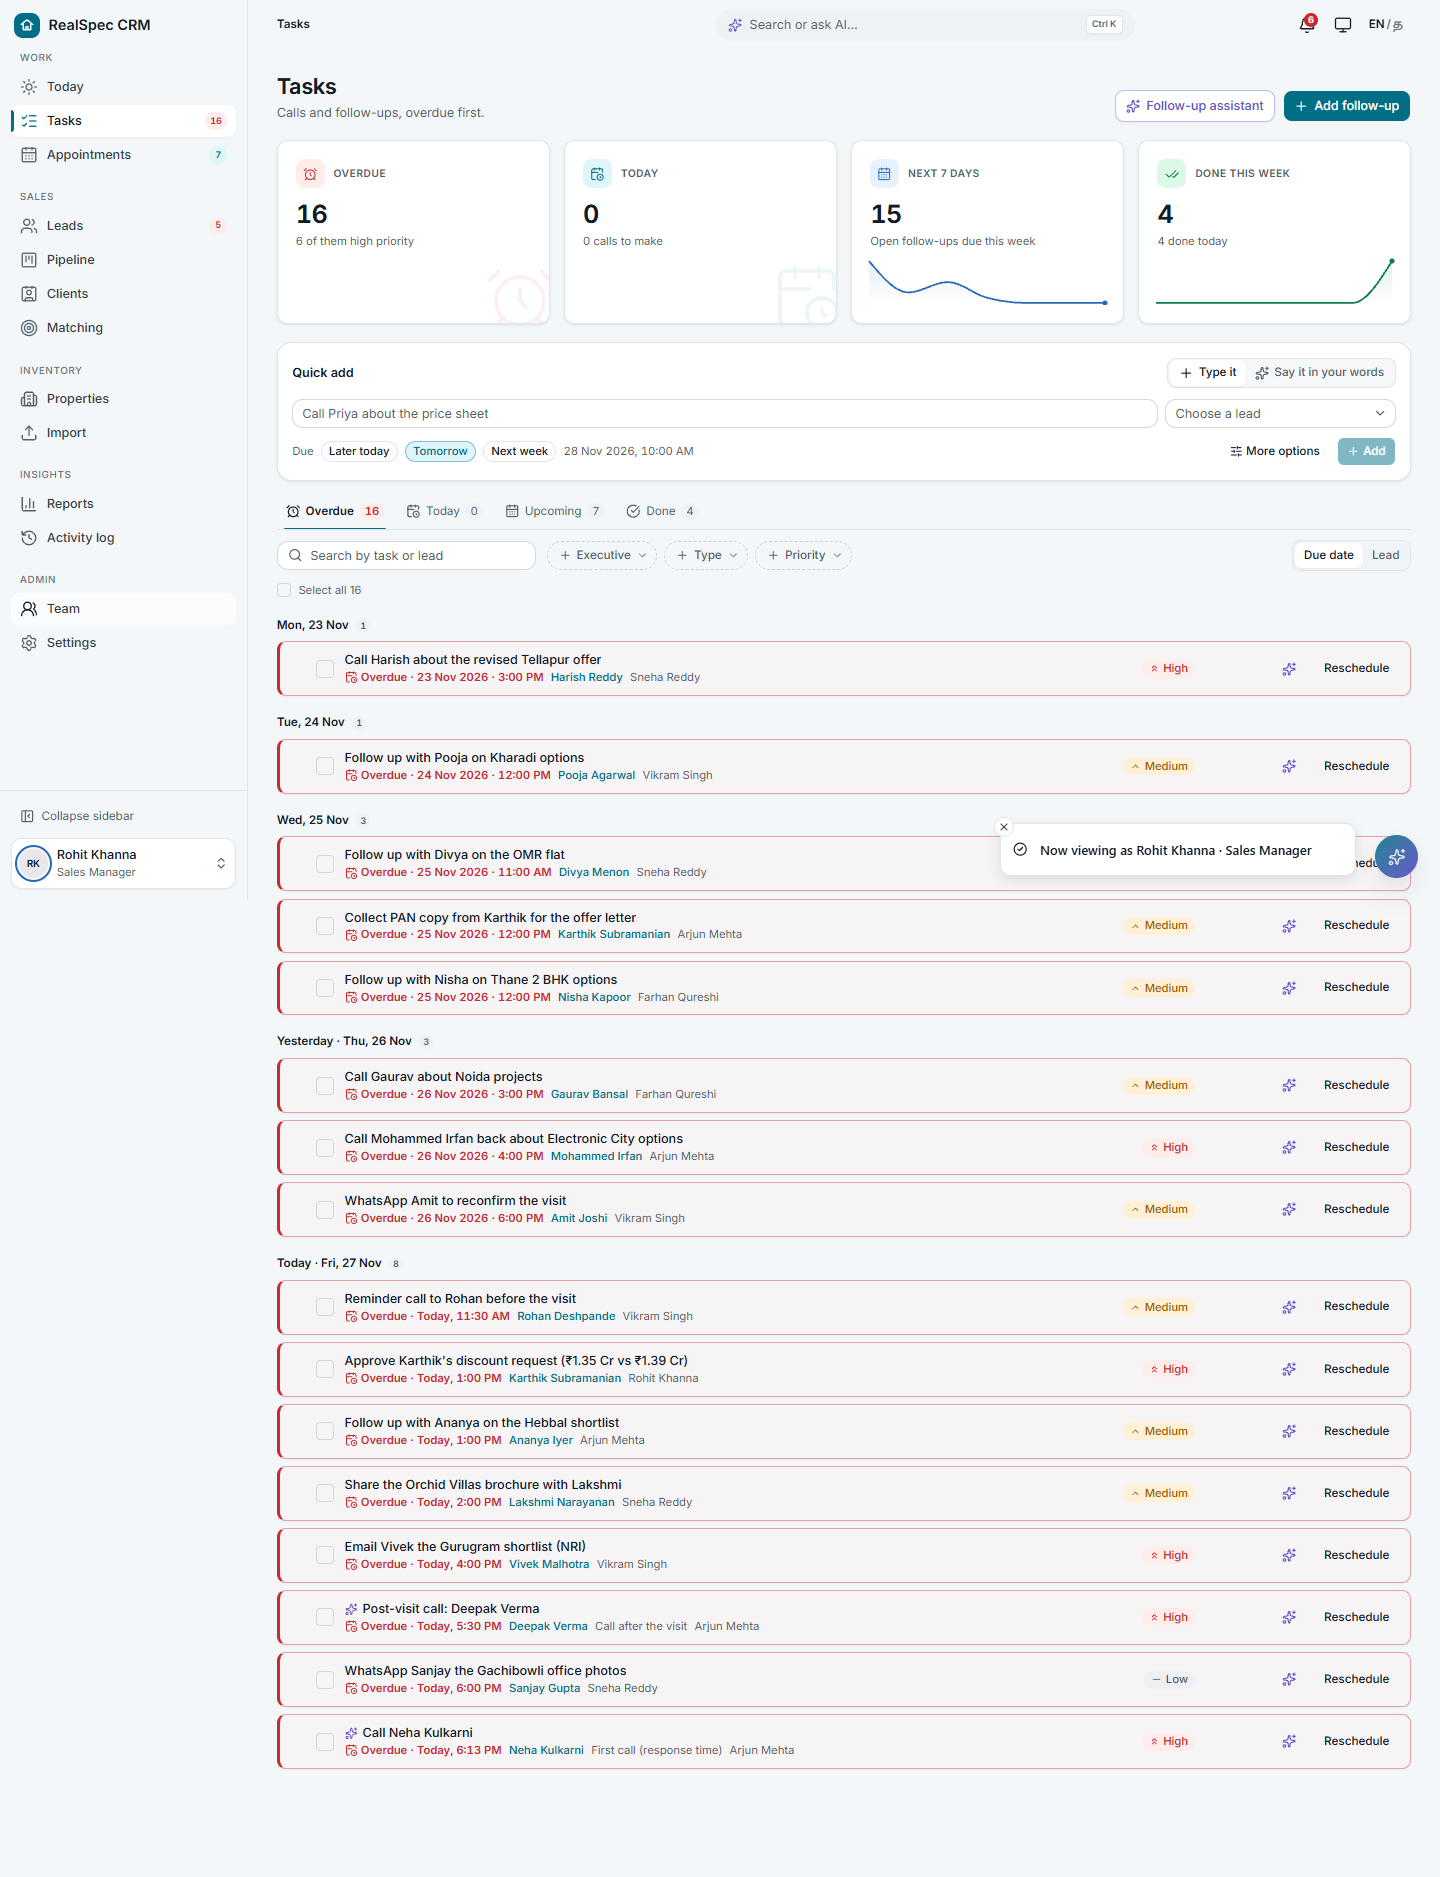 RealSpec CRM
WORK
Today
Tasks 16
Appointments 7
SALES
Leads 5
Pipeline
Clients
Matching
INVENTORY
Properties
Import
INSIGHTS
Reports
Activity log
ADMIN
Team
Settings
Collapse sidebar
RK
Rohit Khanna
Sales Manager
Tasks
Search or ask AI...
Ctrl K
6
EN / த
Tasks
Calls and follow-ups, overdue first.
Follow-up assistant
Add follow-up
OVERDUE
16
6 of them high priority
TODAY
0
0 calls to make
NEXT 7 DAYS
15
Open follow-ups due this week
DONE THIS WEEK
4
4 done today
Quick add
Type it
Say it in your words
Call Priya about the price sheet
Choose a lead
Due Later today Tomorrow Next week 28 Nov 2026, 10:00 AM
More options
Add
Overdue 16
Today 0
Upcoming 7
Done 4
Search by task or lead
Executive
Type
Priority
Due date
Lead
Select all 16
Mon, 23 Nov 1
Call Harish about the revised Tellapur offer
Overdue · 23 Nov 2026 · 3:00 PM Harish Reddy Sneha Reddy
High
Reschedule
Tue, 24 Nov 1
Follow up with Pooja on Kharadi options
Overdue · 24 Nov 2026 · 12:00 PM Pooja Agarwal Vikram Singh
Medium
Reschedule
Wed, 25 Nov 3
Follow up with Divya on the OMR flat
Overdue · 25 Nov 2026 · 11:00 AM Divya Menon Sneha Reddy
Now viewing as Rohit Khanna · Sales Manager
Collect PAN copy from Karthik for the offer letter
Overdue · 25 Nov 2026 · 12:00 PM Karthik Subramanian Arjun Mehta
Medium
Reschedule
Follow up with Nisha on Thane 2 BHK options
Overdue · 25 Nov 2026 · 12:00 PM Nisha Kapoor Farhan Qureshi
Medium
Reschedule
Yesterday · Thu, 26 Nov 3
Call Gaurav about Noida projects
Overdue · 26 Nov 2026 · 3:00 PM Gaurav Bansal Farhan Qureshi
Medium
Reschedule
Call Mohammed Irfan back about Electronic City options
Overdue · 26 Nov 2026 · 4:00 PM Mohammed Irfan Arjun Mehta
High
Reschedule
WhatsApp Amit to reconfirm the visit
Overdue · 26 Nov 2026 · 6:00 PM Amit Joshi Vikram Singh
Medium
Reschedule
Today · Fri, 27 Nov 8
Reminder call to Rohan before the visit
Overdue · Today, 11:30 AM Rohan Deshpande Vikram Singh
Medium
Reschedule
Approve Karthik's discount request (₹1.35 Cr vs ₹1.39 Cr)
Overdue · Today, 1:00 PM Karthik Subramanian Rohit Khanna
High
Reschedule
Follow up with Ananya on the Hebbal shortlist
Overdue · Today, 1:00 PM Ananya Iyer Arjun Mehta
Medium
Reschedule
Share the Orchid Villas brochure with Lakshmi
Overdue · Today, 2:00 PM Lakshmi Narayanan Sneha Reddy
Medium
Reschedule
Email Vivek the Gurugram shortlist (NRI)
Overdue · Today, 4:00 PM Vivek Malhotra Vikram Singh
High
Reschedule
Post-visit call: Deepak Verma
Overdue · Today, 5:30 PM Deepak Verma Call after the visit Arjun Mehta
High
Reschedule
WhatsApp Sanjay the Gachibowli office photos
Overdue · Today, 6:00 PM Sanjay Gupta Sneha Reddy
Low
Reschedule
Call Neha Kulkarni
Overdue · Today, 6:13 PM Neha Kulkarni First call (response time) Arjun Mehta
High
Reschedule